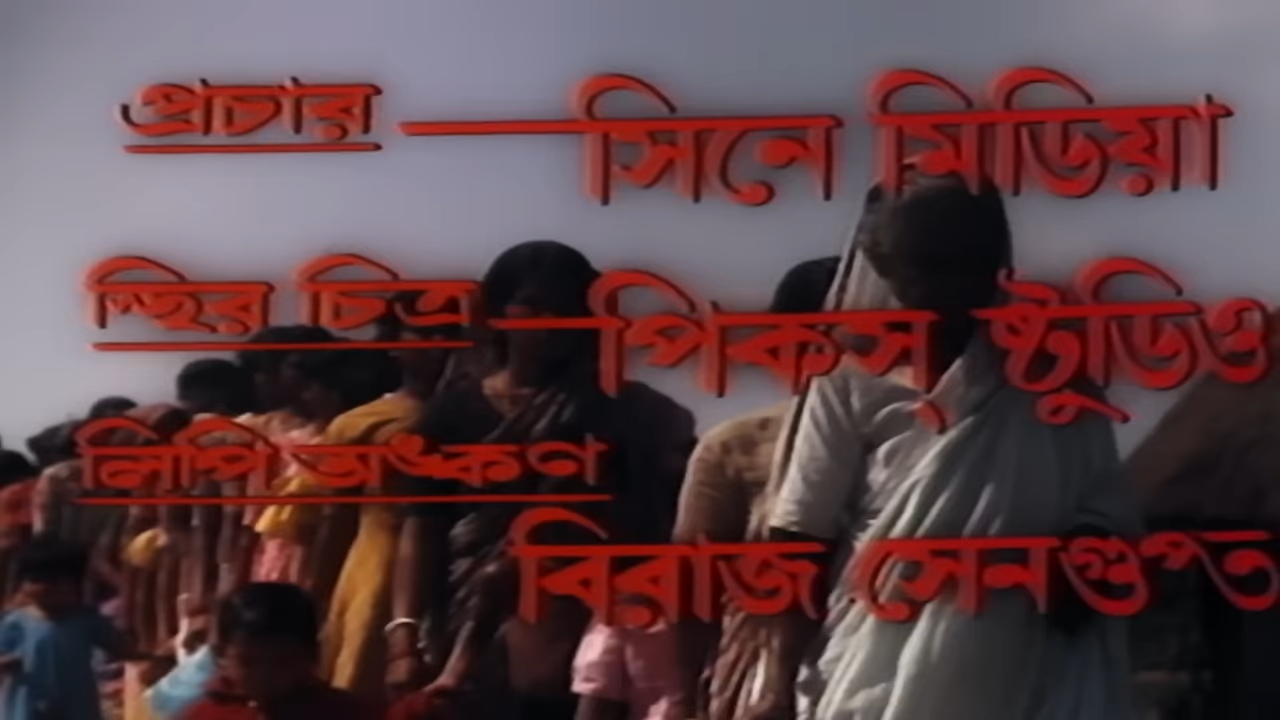 প্রচার — সিনে মিডিয়া
স্থির চিত্র — পিকস্ ষ্টুডিও
লিপি অঙ্কণ
বিরাজ সেনগুপ্ত